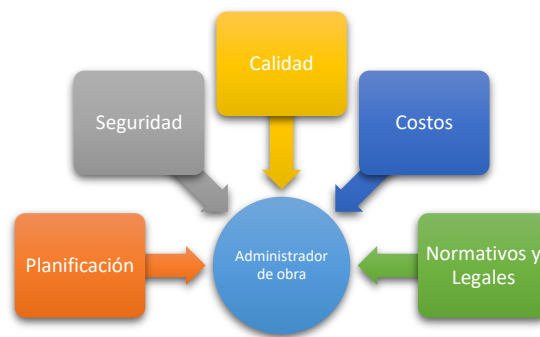 Calidad
Seguridad
Costos
Planificación
Administrador
de obra
Normativos y
Legales